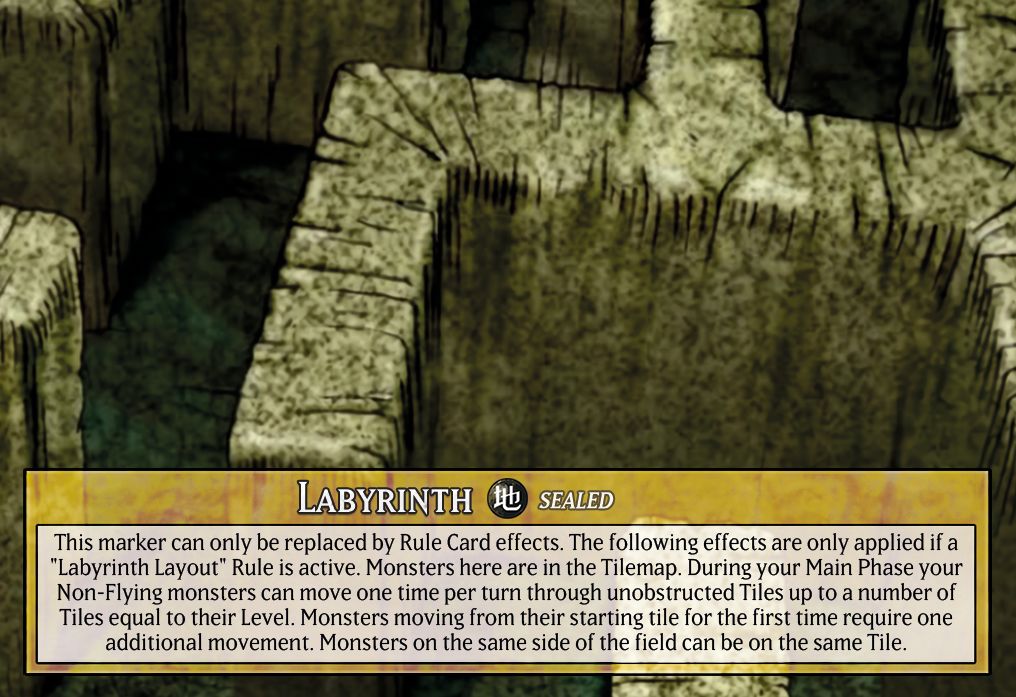 LABYRINTH 地 SEALED
This marker can only be replaced by Rule Card effects. The following effects are only applied if a
"Labyrinth Layout" Rule is active. Monsters here are in the Tilemap. During your Main Phase your
Non-Flying monsters can move one time per turn through unobstructed Tiles up to a number of
Tiles equal to their Level. Monsters moving from their starting tile for the first time require one
additional movement. Monsters on the same side of the field can be on the same Tile.